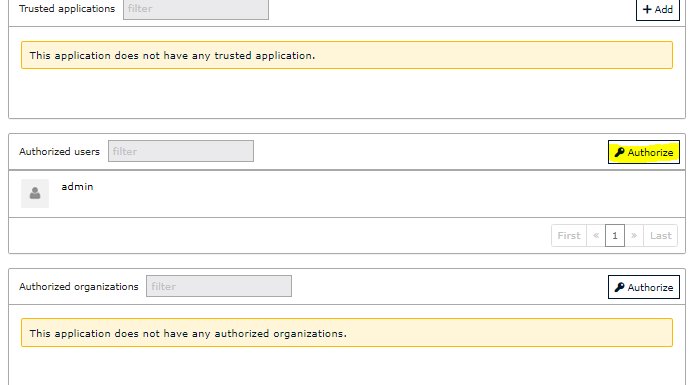 Trusted applications filter + Add
This application does not have any trusted application.
Authorized users filter Authorize
admin
First « 1 » Last
Authorized organizations filter Authorize
This application does not have any authorized organizations.